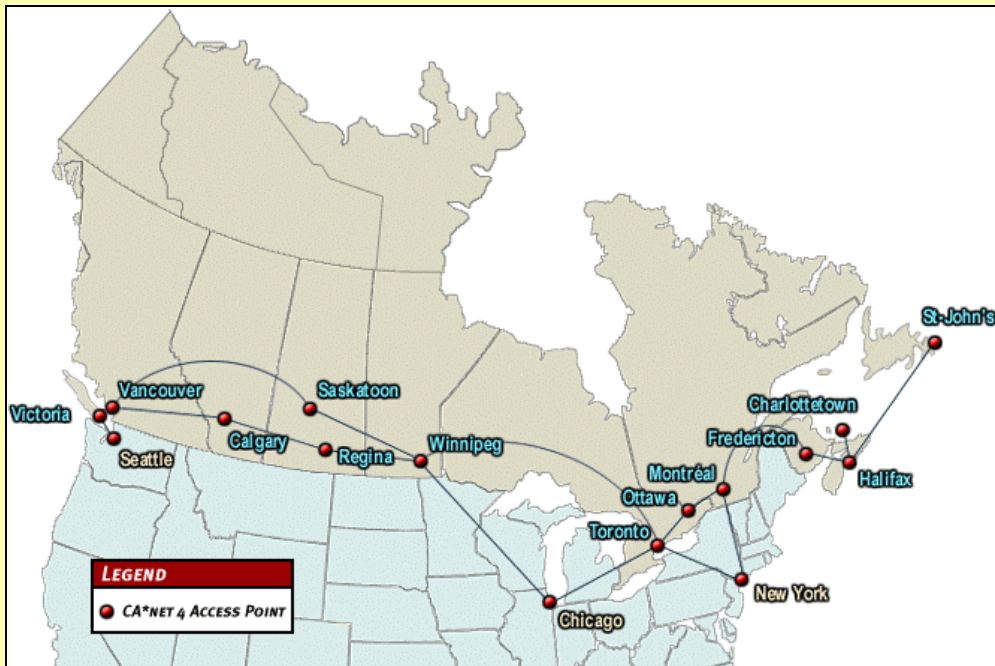 St-John's
Vancouver
Saskatoon
Charlottetown
Victoria
Calgary
Regina
Winnipeg
Fredericton
Seattle
Montréal
Halifax
Ottawa
Toronto
New York
Chicago
LEGEND
CA*NET 4 ACCESS POINT